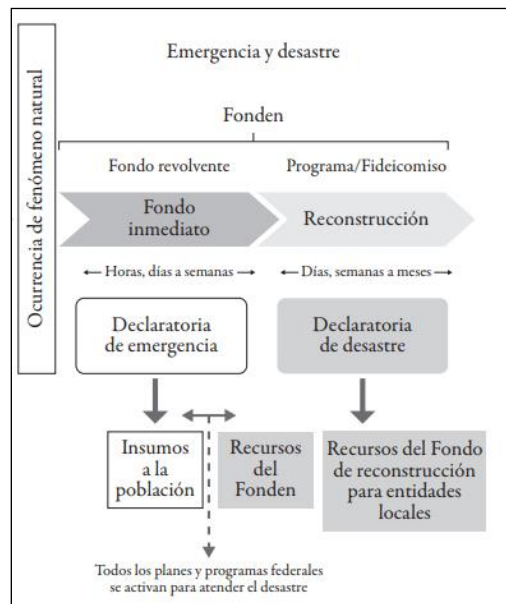 Ocurrencia de fenómeno natural
Emergencia y desastre
Fonden
Fondo revolvente
Programa/Fideicomiso
Fondo
inmediato
Reconstrucción
Horas, días a semanas
Días, semanas a meses
Declaratoria
de emergencia
Declaratoria
de desastre
Insumos
a la
población
Recursos
del
Fonden
Recursos del Fondo
de reconstrucción
para entidades
locales
Todos los planes y programas federales
se activan para atender el desastre